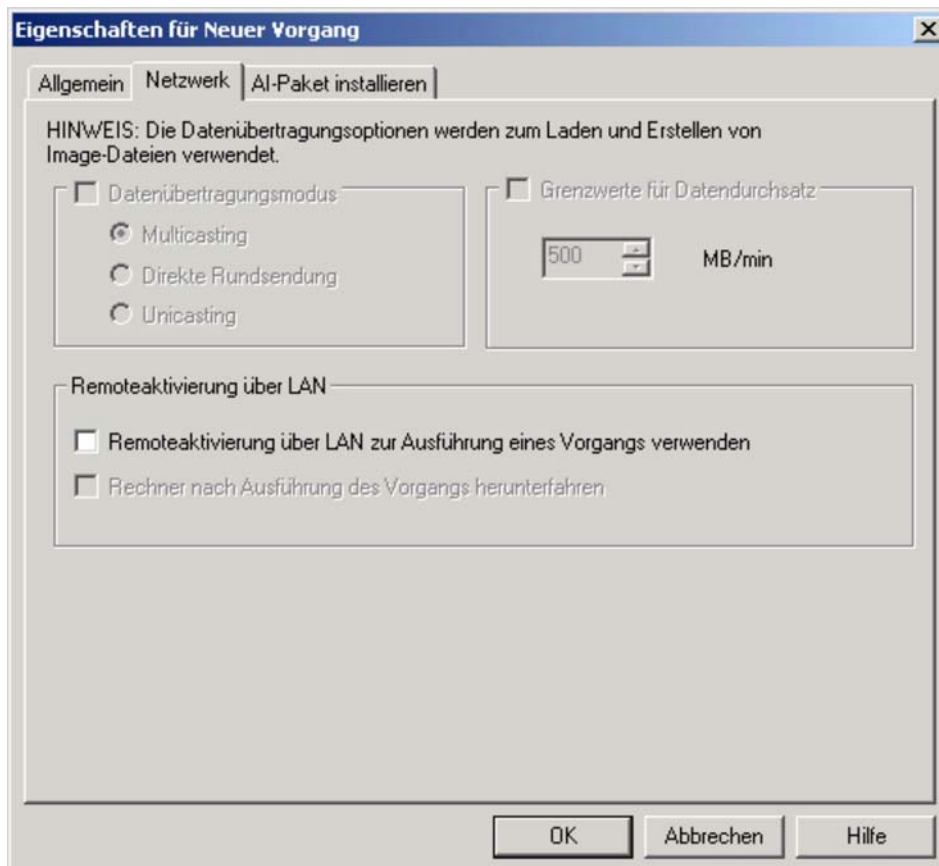 Eigenschaften für Neuer Vorgang
Allgemein
Netzwerk
AI-Paket installieren
HINWEIS: Die Datenübertragungsoptionen werden zum Laden und Erstellen von
Image-Dateien verwendet.
Datenübertragungsmodus
Multicasting
Direkte Rundsendung
Unicasting
Grenzwerte für Datendurchsatz
500
MB/min
Remoteaktivierung über LAN
Remoteaktivierung über LAN zur Ausführung eines Vorgangs verwenden
Rechner nach Ausführung des Vorgangs herunterfahren
OK
Abbrechen
Hilfe